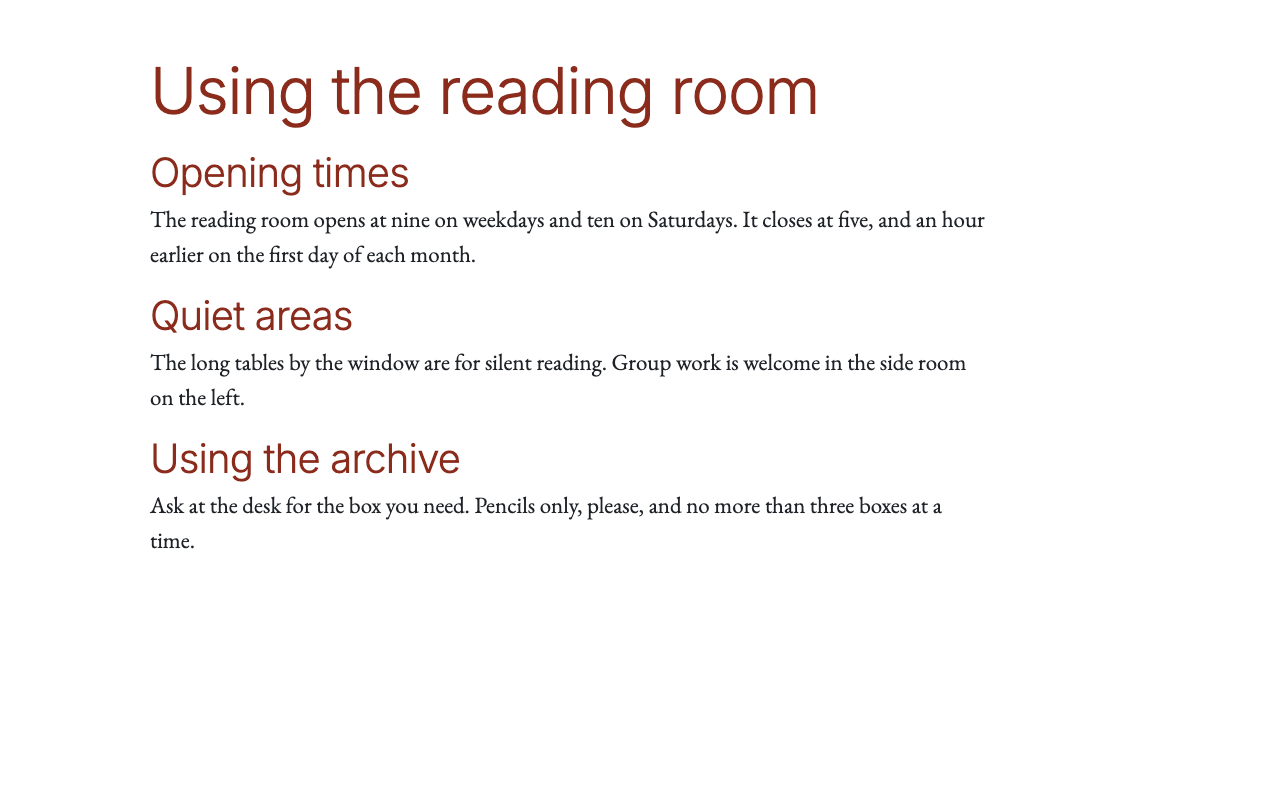 Using the reading room
Opening times
The reading room opens at nine on weekdays and ten on Saturdays. It closes at five, and an hour
earlier on the first day of each month.
Quiet areas
The long tables by the window are for silent reading. Group work is welcome in the side room
on the left.
Using the archive
Ask at the desk for the box you need. Pencils only, please, and no more than three boxes at a
time.